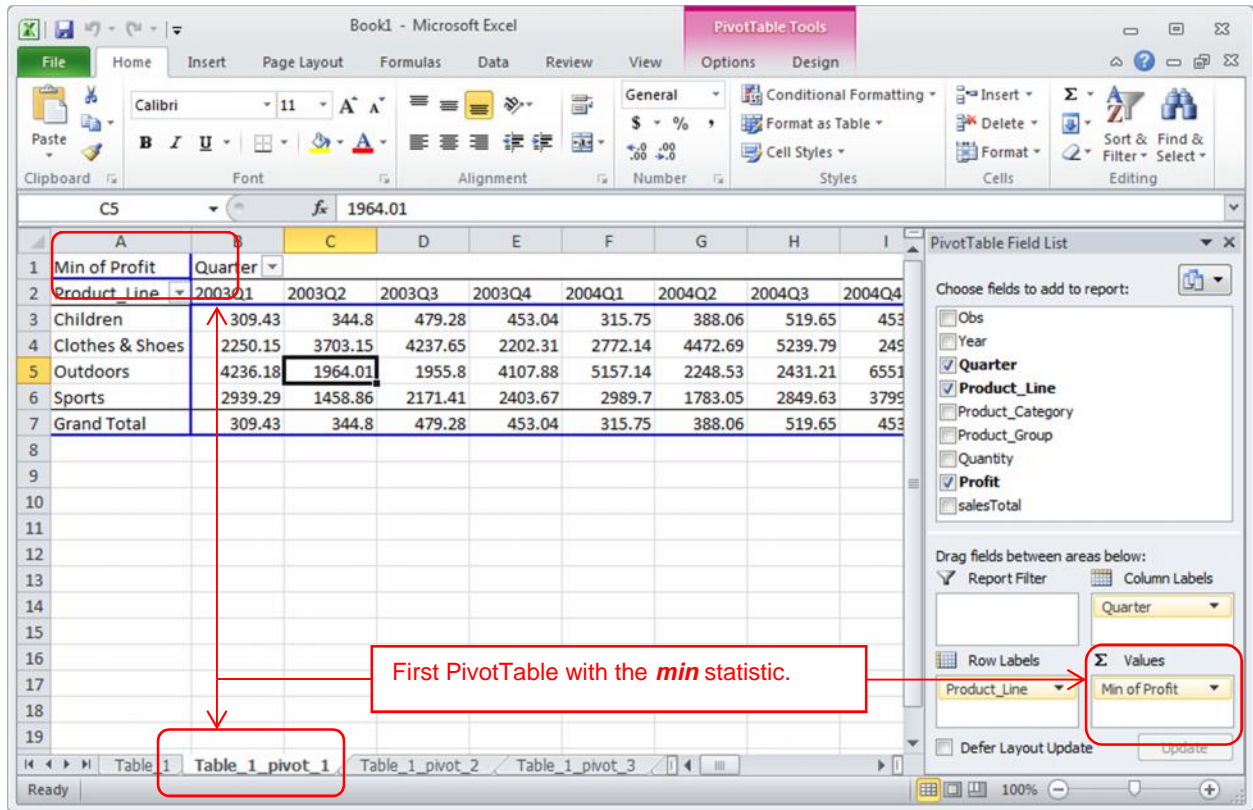 Book1 - Microsoft Excel
PivotTable Tools
File Home Insert Page Layout Formulas Data Review View Options Design
Paste
Calibri 11 A A
B I U A
General
$ % ,
.0 .00
.00 .0
Conditional Formatting
Format as Table
Cell Styles
Insert
Delete
Format
Σ
Sort & Filter
Find & Select
Clipboard Font Alignment Number Styles Cells Editing
C5 fx 1964.01
A B C D E F G H I
1 Min of Profit Quarter
2 Product_Line 2003Q1 2003Q2 2003Q3 2003Q4 2004Q1 2004Q2 2004Q3 2004Q4
3 Children 309.43 344.8 479.28 453.04 315.75 388.06 519.65 453
4 Clothes & Shoes 2250.15 3703.15 4237.65 2202.31 2772.14 4472.69 5239.79 249
5 Outdoors 4236.18 1964.01 1955.8 4107.88 5157.14 2248.53 2431.21 6551
6 Sports 2939.29 1458.86 2171.41 2403.67 2989.7 1783.05 2849.63 3799
7 Grand Total 309.43 344.8 479.28 453.04 315.75 388.06 519.65 453
8
9
10
11
12
13
14
15
16
17
18
19
First PivotTable with the min statistic.
Table_1 Table_1_pivot_1 Table_1_pivot_2 Table_1_pivot_3
Ready
100%
PivotTable Field List
Choose fields to add to report:
Obs
Year
Quarter
Product_Line
Product_Category
Product_Group
Quantity
Profit
salesTotal
Drag fields between areas below:
Report Filter
Column Labels
Quarter
Row Labels
Σ Values
Product_Line
Min of Profit
Defer Layout Update
Update